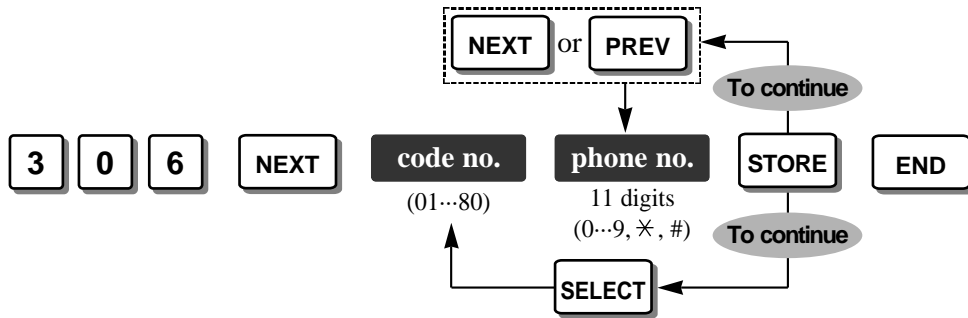 NEXT or PREV
To continue
3 0 6 NEXT code no. phone no. STORE END
(01···80) 11 digits
(0···9, ✳, #)
To continue
SELECT